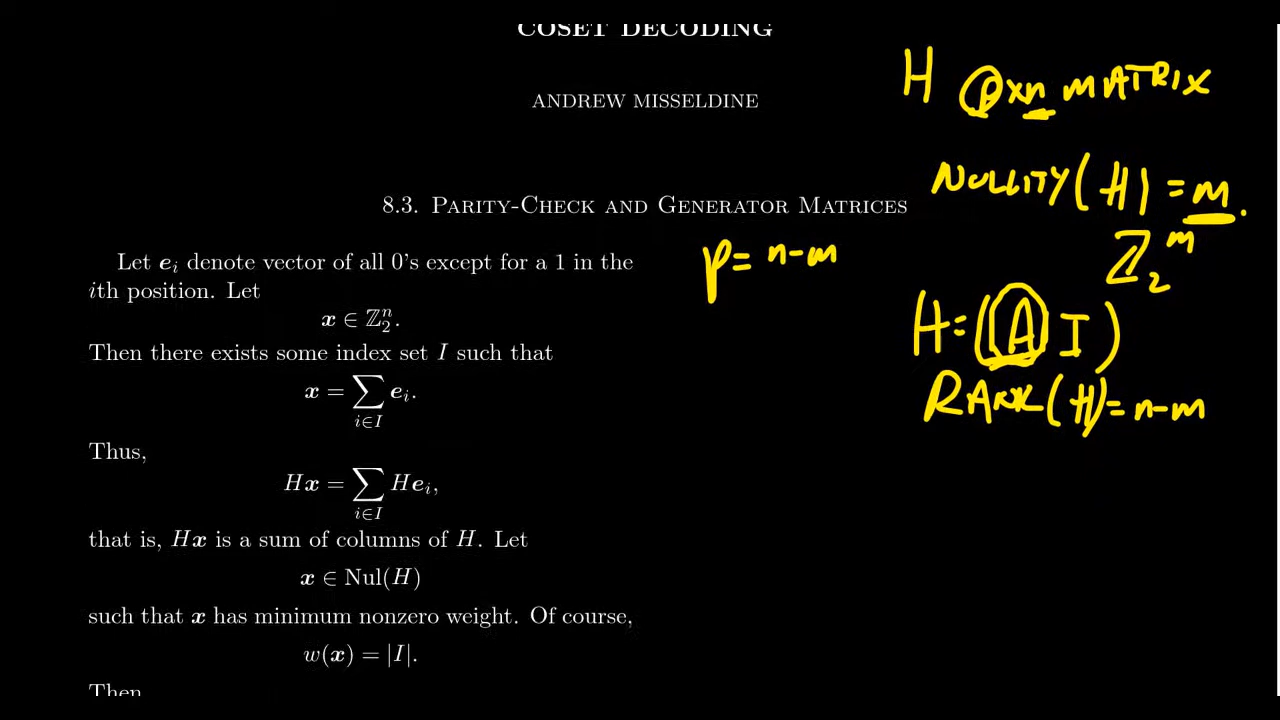 COSET DECODING
ANDREW MISSELDINE
8.3. PARITY-CHECK AND GENERATOR MATRICES
Let e_i denote vector of all 0's except for a 1 in the
ith position. Let
x ∈ ℤ₂ⁿ.
Then there exists some index set I such that
x = ∑_{i∈I} e_i.
Thus,
Hx = ∑_{i∈I} He_i,
that is, Hx is a sum of columns of H. Let
x ∈ Nul(H)
such that x has minimum nonzero weight. Of course,
w(x) = |I|.
Then
p = n-m
H p×n MATRIX
NULLITY(H) = m.
ℤ₂ᵐ
H=(A I)
RANK(H)=n-m